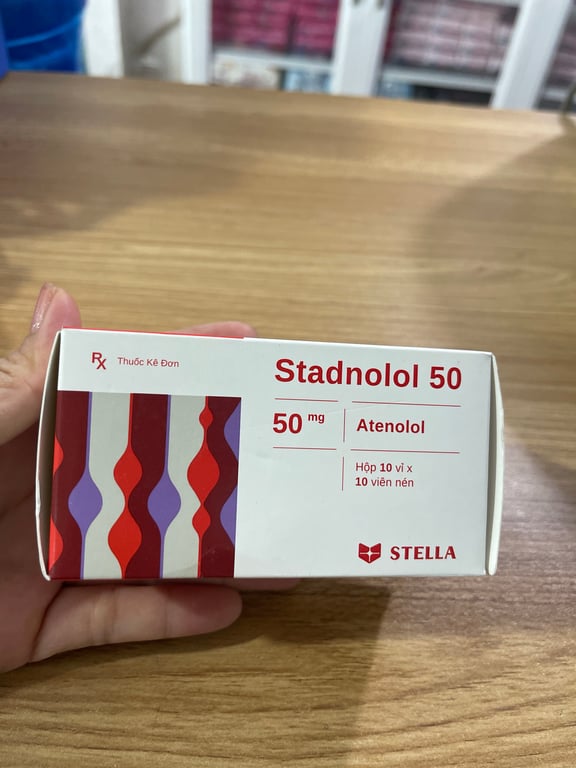 Rx Thuốc Kê Đơn
Stadnolol 50
50 mg
Atenolol
Hộp 10 vỉ x
10 viên nén
STELLA